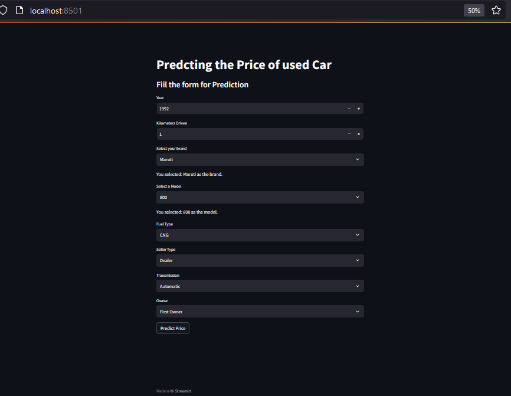 localhost:8501
50%
Predcting the Price of used Car
Fill the form for Prediction
Year
1992
Kilometers Driven
1
Select your brand
Maruti
You selected: Maruti as the brand.
Select a Model
800
You selected: 800 as the model.
Fuel Type
CNG
Seller Type
Dealer
Transmission
Automatic
Owner
First Owner
Predict Price
Made with Streamlit